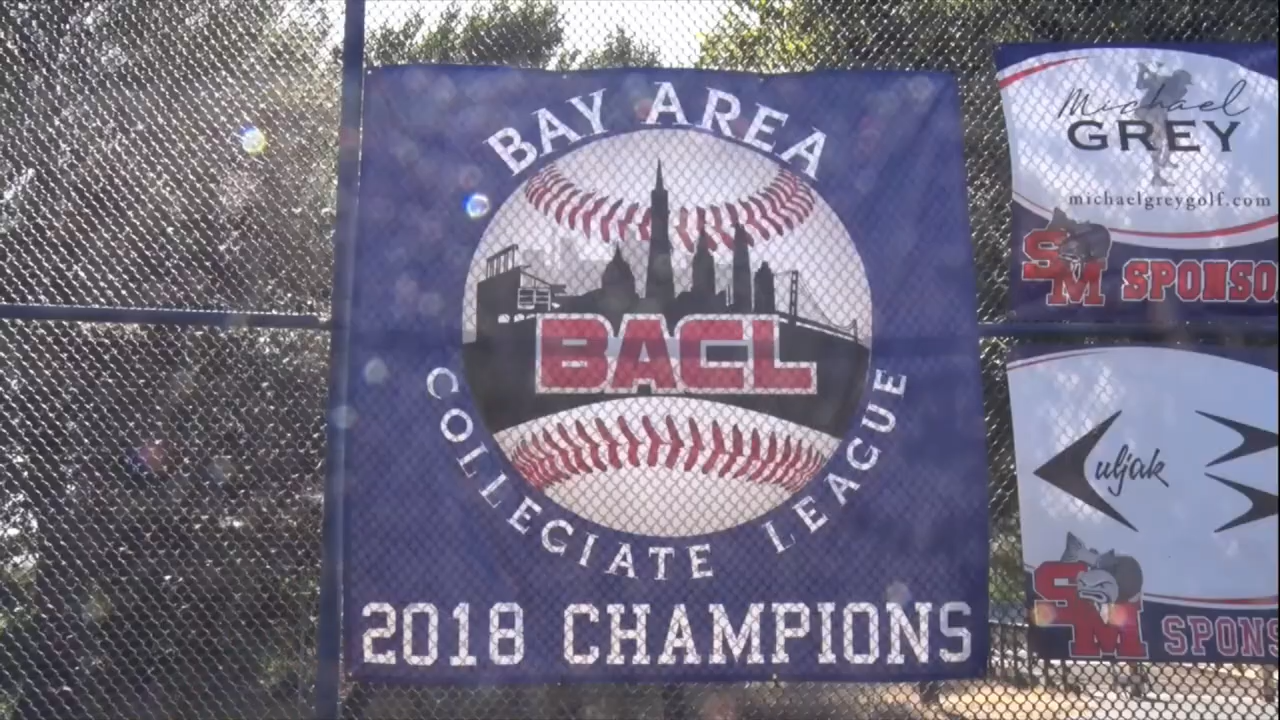 BAY AREA
BACL
COLLEGIATE LEAGUE
2018 CHAMPIONS
Michael
GREY
michaelgreygolf.com
SM SPONSO
uljak
SM SPONS